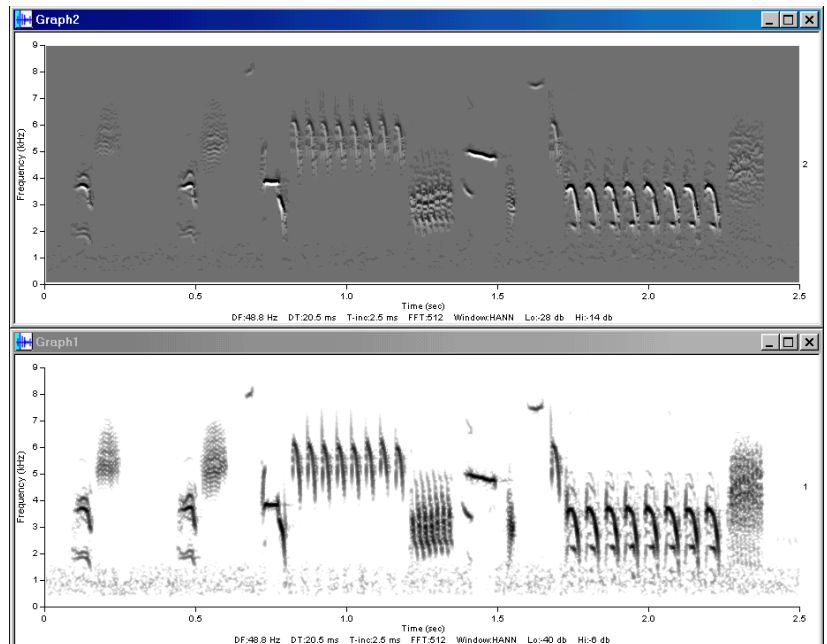 Graph2
9
8
7
6
5
4
3
2
1
0
Frequency (kHz)
2
0 0.5 1.0 1.5 2.0 2.5
Time (sec)
DF:48.8 Hz DT:20.5 ms T-inc:2.5 ms FFT:512 Window:HANN Lo:-28 db Hi:-14 db
Graph1
9
8
7
6
5
4
3
2
1
0
Frequency (kHz)
1
0 0.5 1.0 1.5 2.0 2.5
Time (sec)
DF:48.8 Hz DT:20.5 ms T-inc:2.5 ms FFT:512 Window:HANN Lo:-40 db Hi:-6 db